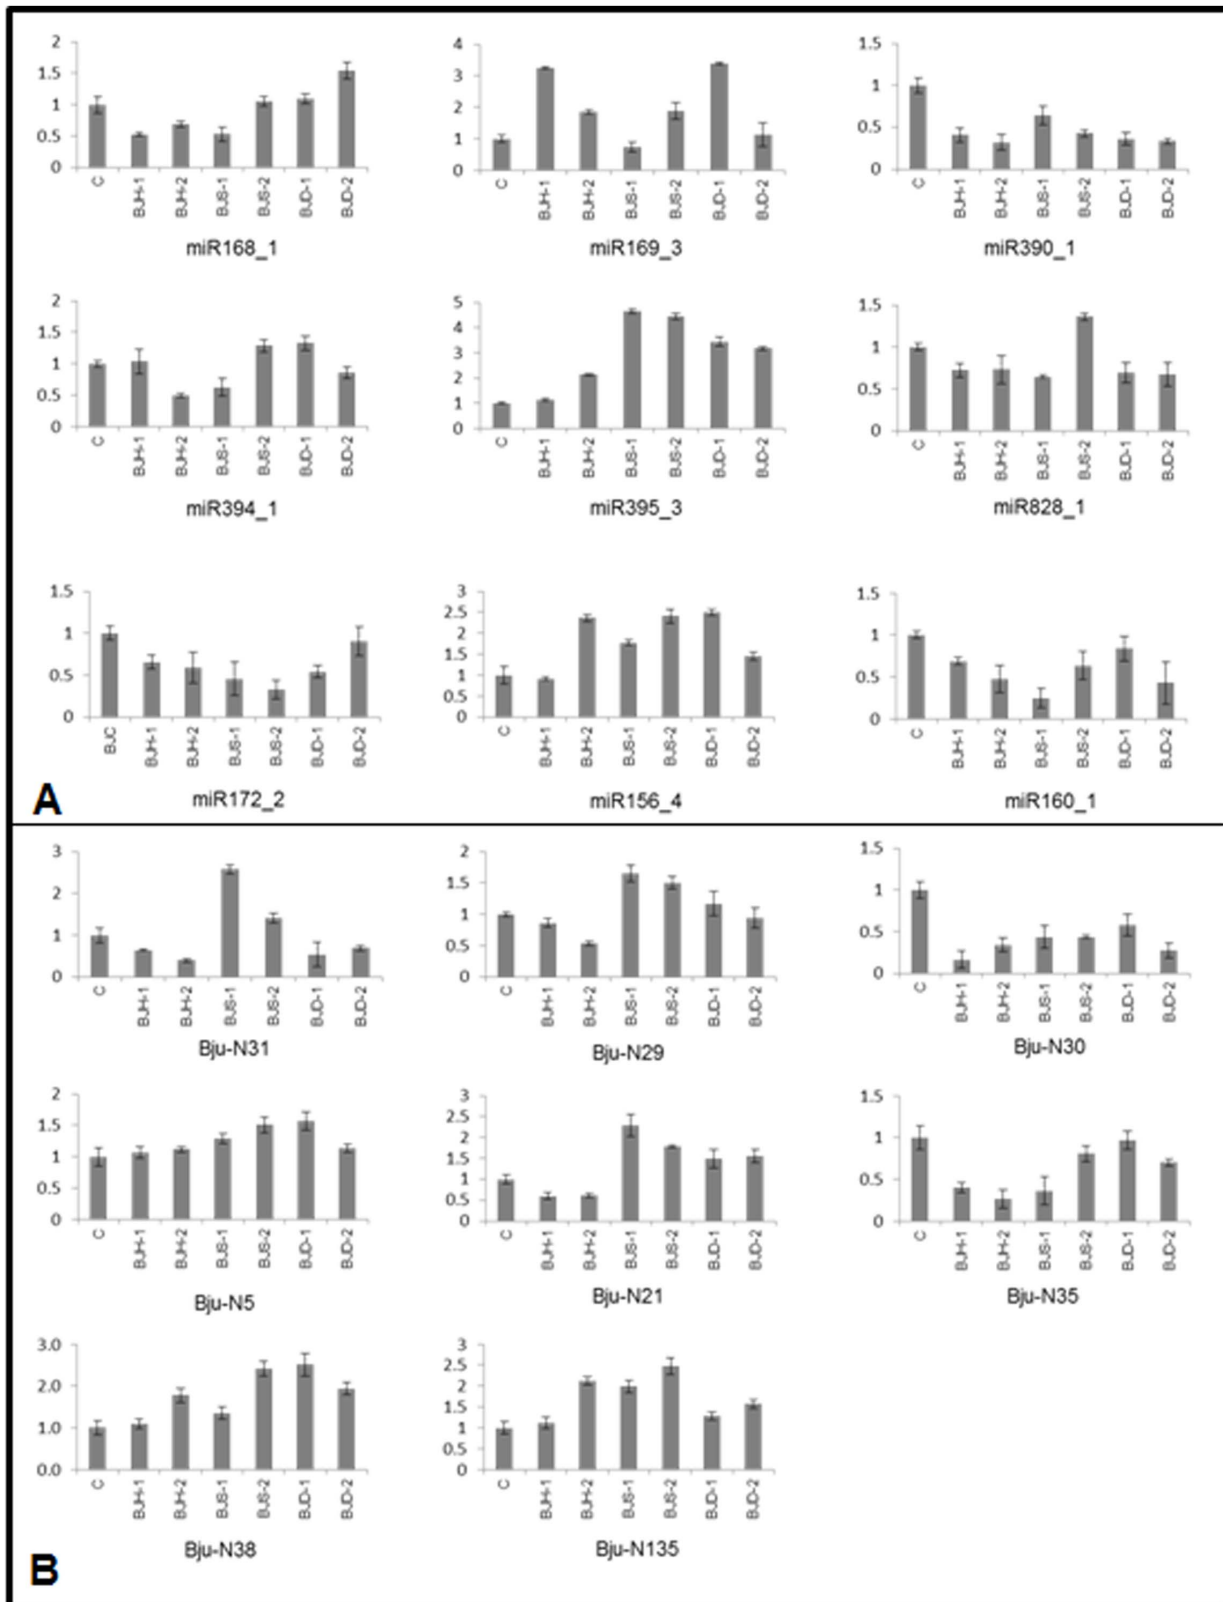 2
1.5
1
0.5
0
C BJH-1 BJH-2 BJS-1 BJS-2 BJD-1 BJD-2
miR168_1
4
3
2
1
0
C BJH-1 BJH-2 BJS-1 BJS-2 BJD-1 BJD-2
miR169_3
1.5
1
0.5
0
C BJH-1 BJH-2 BJS-1 BJS-2 BJD-1 BJD-2
miR390_1
2
1.5
1
0.5
0
C BJH-1 BJH-2 BJS-1 BJS-2 BJD-1 BJD-2
miR394_1
5
4
3
2
1
0
C BJH-1 BJH-2 BJS-1 BJS-2 BJD-1 BJD-2
miR395_3
1.5
1
0.5
0
C BJH-1 BJH-2 BJS-1 BJS-2 BJD-1 BJD-2
miR828_1
1.5
1
0.5
0
BJC BJH-1 BJH-2 BJS-1 BJS-2 BJD-1 BJD-2
miR172_2
3
2.5
2
1.5
1
0.5
0
C BJH-1 BJH-2 BJS-1 BJS-2 BJD-1 BJD-2
miR156_4
1.5
1
0.5
0
C BJH-1 BJH-2 BJS-1 BJS-2 BJD-1 BJD-2
miR160_1
A
3
2
1
0
C BJH-1 BJH-2 BJS-1 BJS-2 BJD-1 BJD-2
Bju-N31
2
1.5
1
0.5
0
C BJH-1 BJH-2 BJS-1 BJS-2 BJD-1 BJD-2
Bju-N29
1.5
1
0.5
0
C BJH-1 BJH-2 BJS-1 BJS-2 BJD-1 BJD-2
Bju-N30
2
1.5
1
0.5
0
C BJH-1 BJH-2 BJS-1 BJS-2 BJD-1 BJD-2
Bju-N5
3
2.5
2
1.5
1
0.5
0
C BJH-1 BJH-2 BJS-1 BJS-2 BJD-1 BJD-2
Bju-N21
1.5
1
0.5
0
C BJH-1 BJH-2 BJS-1 BJS-2 BJD-1 BJD-2
Bju-N35
3.0
2.0
1.0
0.0
C BJH-1 BJH-2 BJS-1 BJS-2 BJD-1 BJD-2
Bju-N38
3
2.5
2
1.5
1
0.5
0
C BJH-1 BJH-2 BJS-1 BJS-2 BJD-1 BJD-2
Bju-N135
B